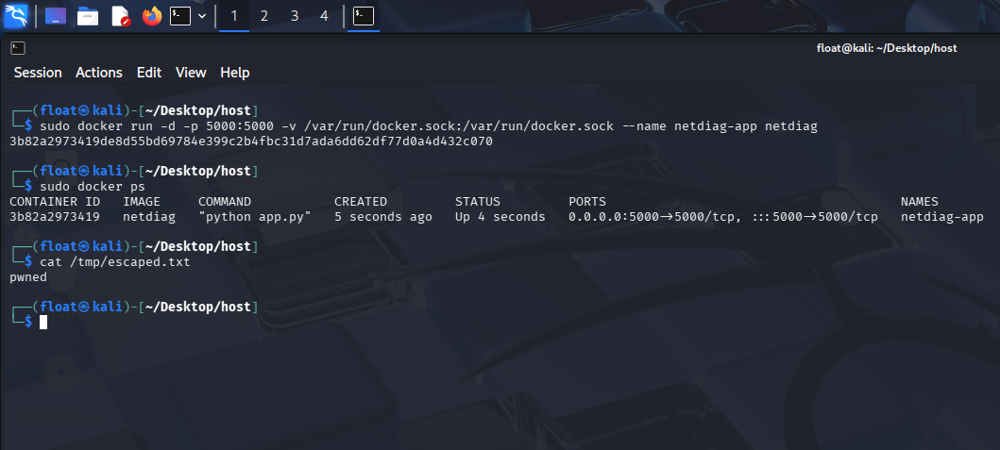 1 2 3 4
float@kali: ~/Desktop/host
Session Actions Edit View Help
┌──(float㉿kali)-[~/Desktop/host]
└─$ sudo docker run -d -p 5000:5000 -v /var/run/docker.sock:/var/run/docker.sock --name netdiag-app netdiag
3b82a2973419de8d55bd69784e399c2b4fbc31d7ada6dd62df77d0a4d432c070
┌──(float㉿kali)-[~/Desktop/host]
└─$ sudo docker ps
CONTAINER ID IMAGE COMMAND CREATED STATUS PORTS NAMES
3b82a2973419 netdiag "python app.py" 5 seconds ago Up 4 seconds 0.0.0.0:5000→5000/tcp, :::5000→5000/tcp netdiag-app
┌──(float㉿kali)-[~/Desktop/host]
└─$ cat /tmp/escaped.txt
pwned
┌──(float㉿kali)-[~/Desktop/host]
└─$